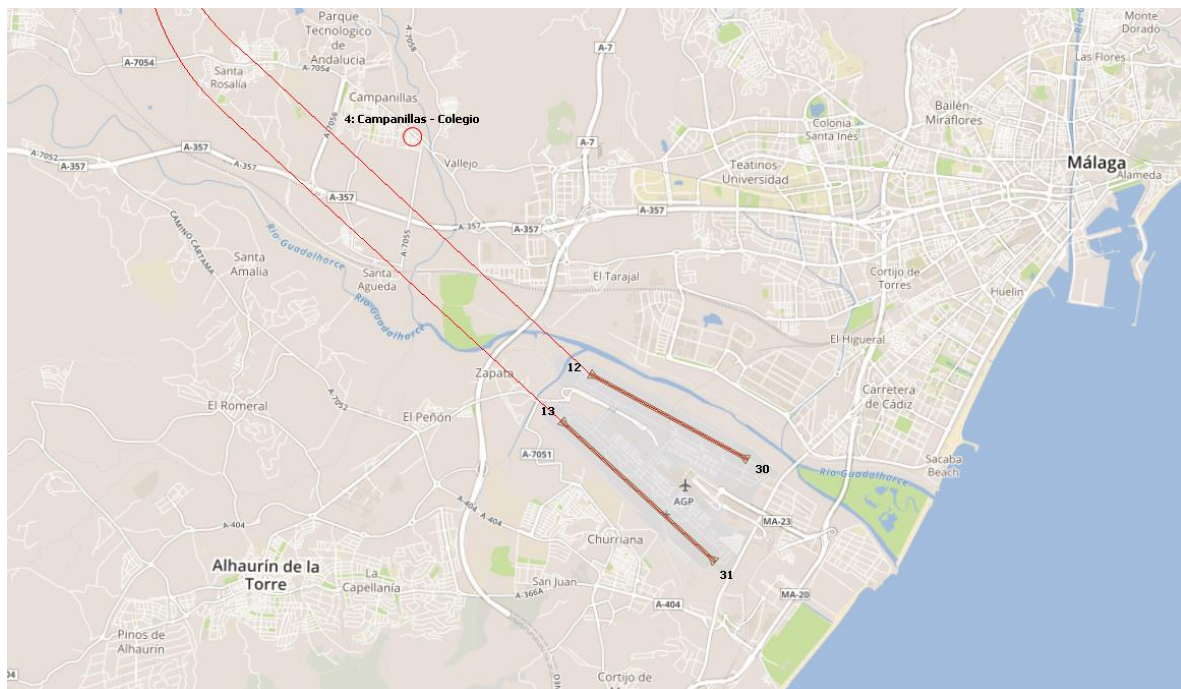 Parque
Tecnologico
de
Andalucía
A-7058
A-7
Monte
Dorado
Las Flores
A-7054
A-7054
Santa
Rosalía
Campanillas
4: Campanillas - Colegio
A-7056
Bailén-
Miraflores
Colonia
Santa Inés
A-7
A-357
A-7052
A-357
A-357
Vallejo
Teatinos-
Universidad
Málaga
Alameda
A-357
A-357
A-357
A-357
CAMINO CÁRTAMA
A-7055
Río Guadalhorce
Santa
Amalia
Santa
Agueda
El Tarajal
Cortijo de
Torres
Huelin
Río Guadalhorce
El Higueral
12
Zapata
Carretera
de Cádiz
El Romeral
A-7052
El Peñón
13
A-7051
30
Sacaba
Beach
Río Guadalhorce
AGP
A-404
A-404
A-404
MA-23
Churriana
Alhaurín de la
Torre
La
Capellanía
San Juan
31
A-366A
A-404
MA-20
Pinos de
Alhaurín
04
Cortijo de